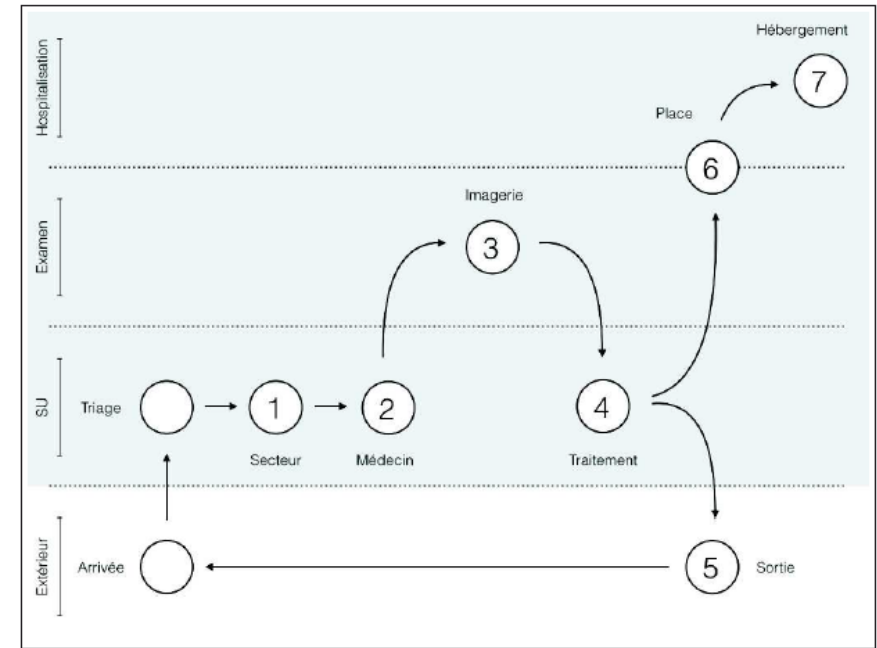 Hébergement
7
Place
6
Hospitalisation
Imagerie
3
Examen
Triage
1
2
4
SU
Secteur
Médecin
Traitement
Arrivée
5
Sortie
Extérieur